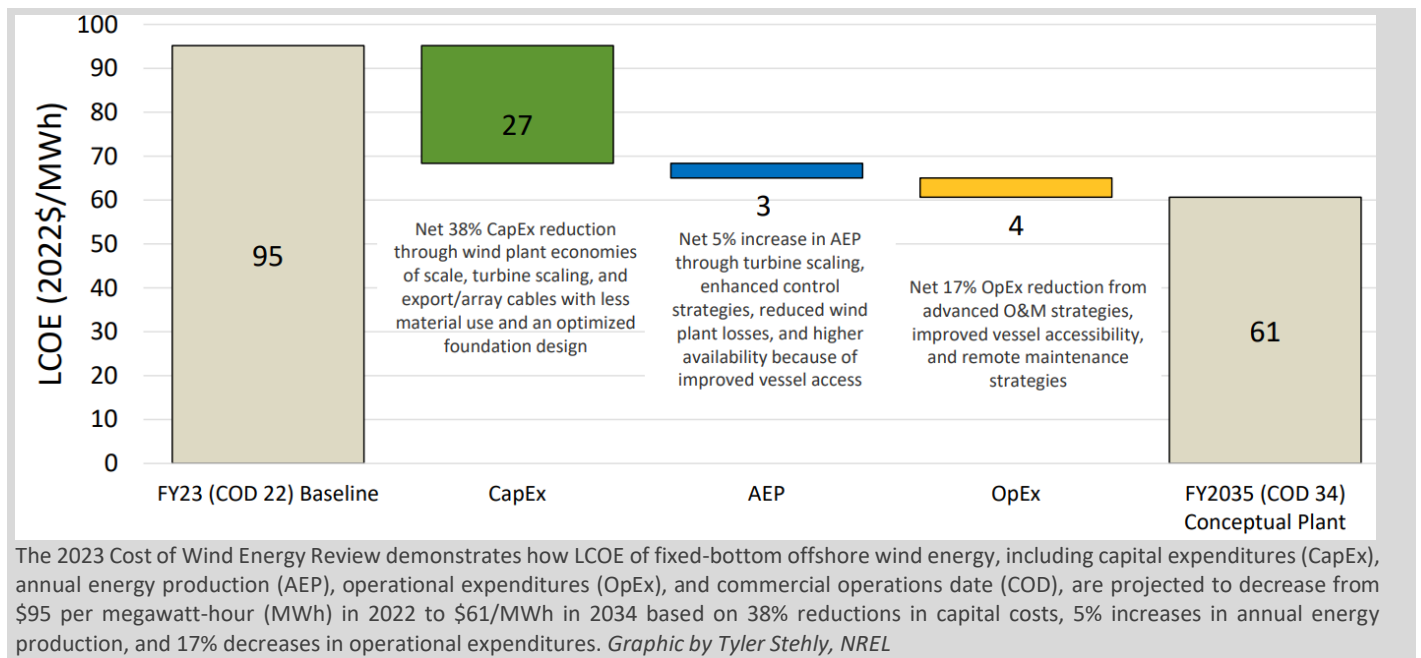 LCOE (2022$/MWh)
100
90
80
70
60
50
40
30
20
10
0
95
27
3
4
61
Net 38% CapEx reduction
through wind plant economies
of scale, turbine scaling, and
export/array cables with less
material use and an optimized
foundation design
Net 5% increase in AEP
through turbine scaling,
enhanced control
strategies, reduced wind
plant losses, and higher
availability because of
improved vessel access
Net 17% OpEx reduction from
advanced O&M strategies,
improved vessel accessibility,
and remote maintenance
strategies
FY23 (COD 22) Baseline
CapEx
AEP
OpEx
FY2035 (COD 34)
Conceptual Plant
The 2023 Cost of Wind Energy Review demonstrates how LCOE of fixed-bottom offshore wind energy, including capital expenditures (CapEx),
annual energy production (AEP), operational expenditures (OpEx), and commercial operations date (COD), are projected to decrease from
$95 per megawatt-hour (MWh) in 2022 to $61/MWh in 2034 based on 38% reductions in capital costs, 5% increases in annual energy
production, and 17% decreases in operational expenditures. Graphic by Tyler Stehly, NREL